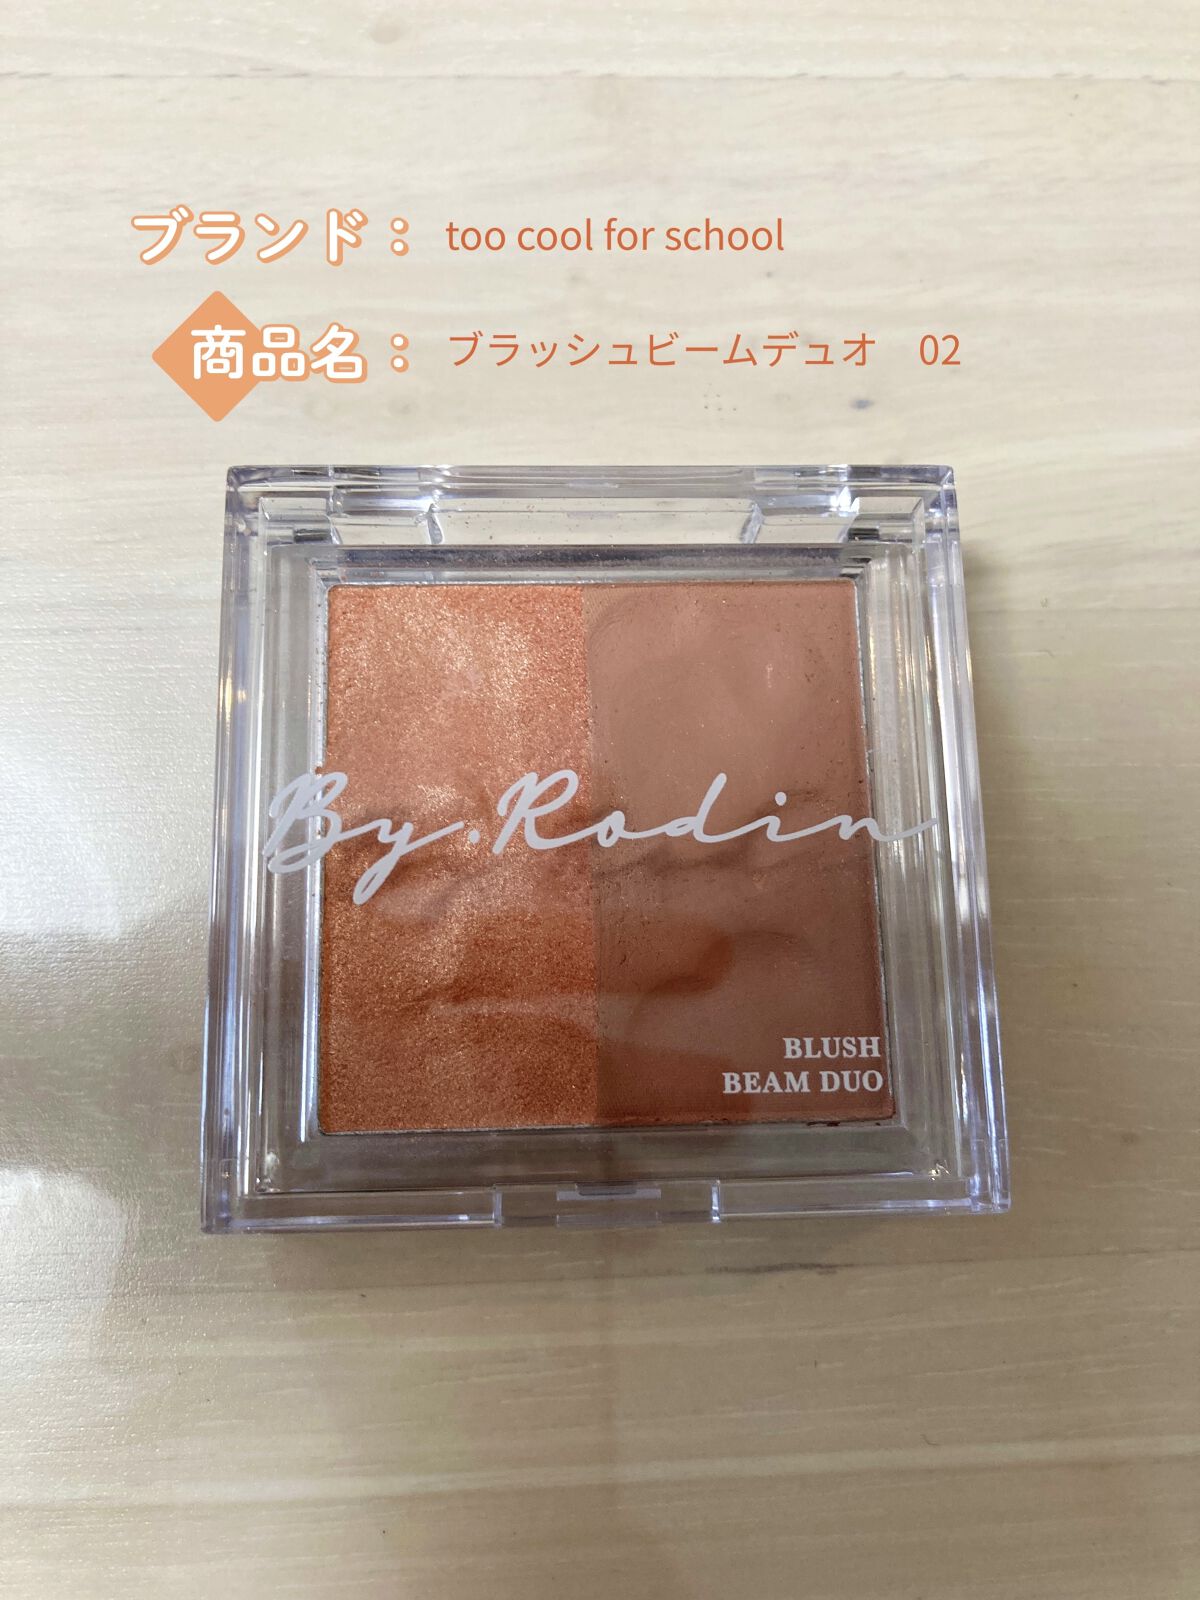 ブランド： too cool for school
商品名： ブラッシュビームデュオ　02
By.Rodin
BLUSH
BEAM DUO